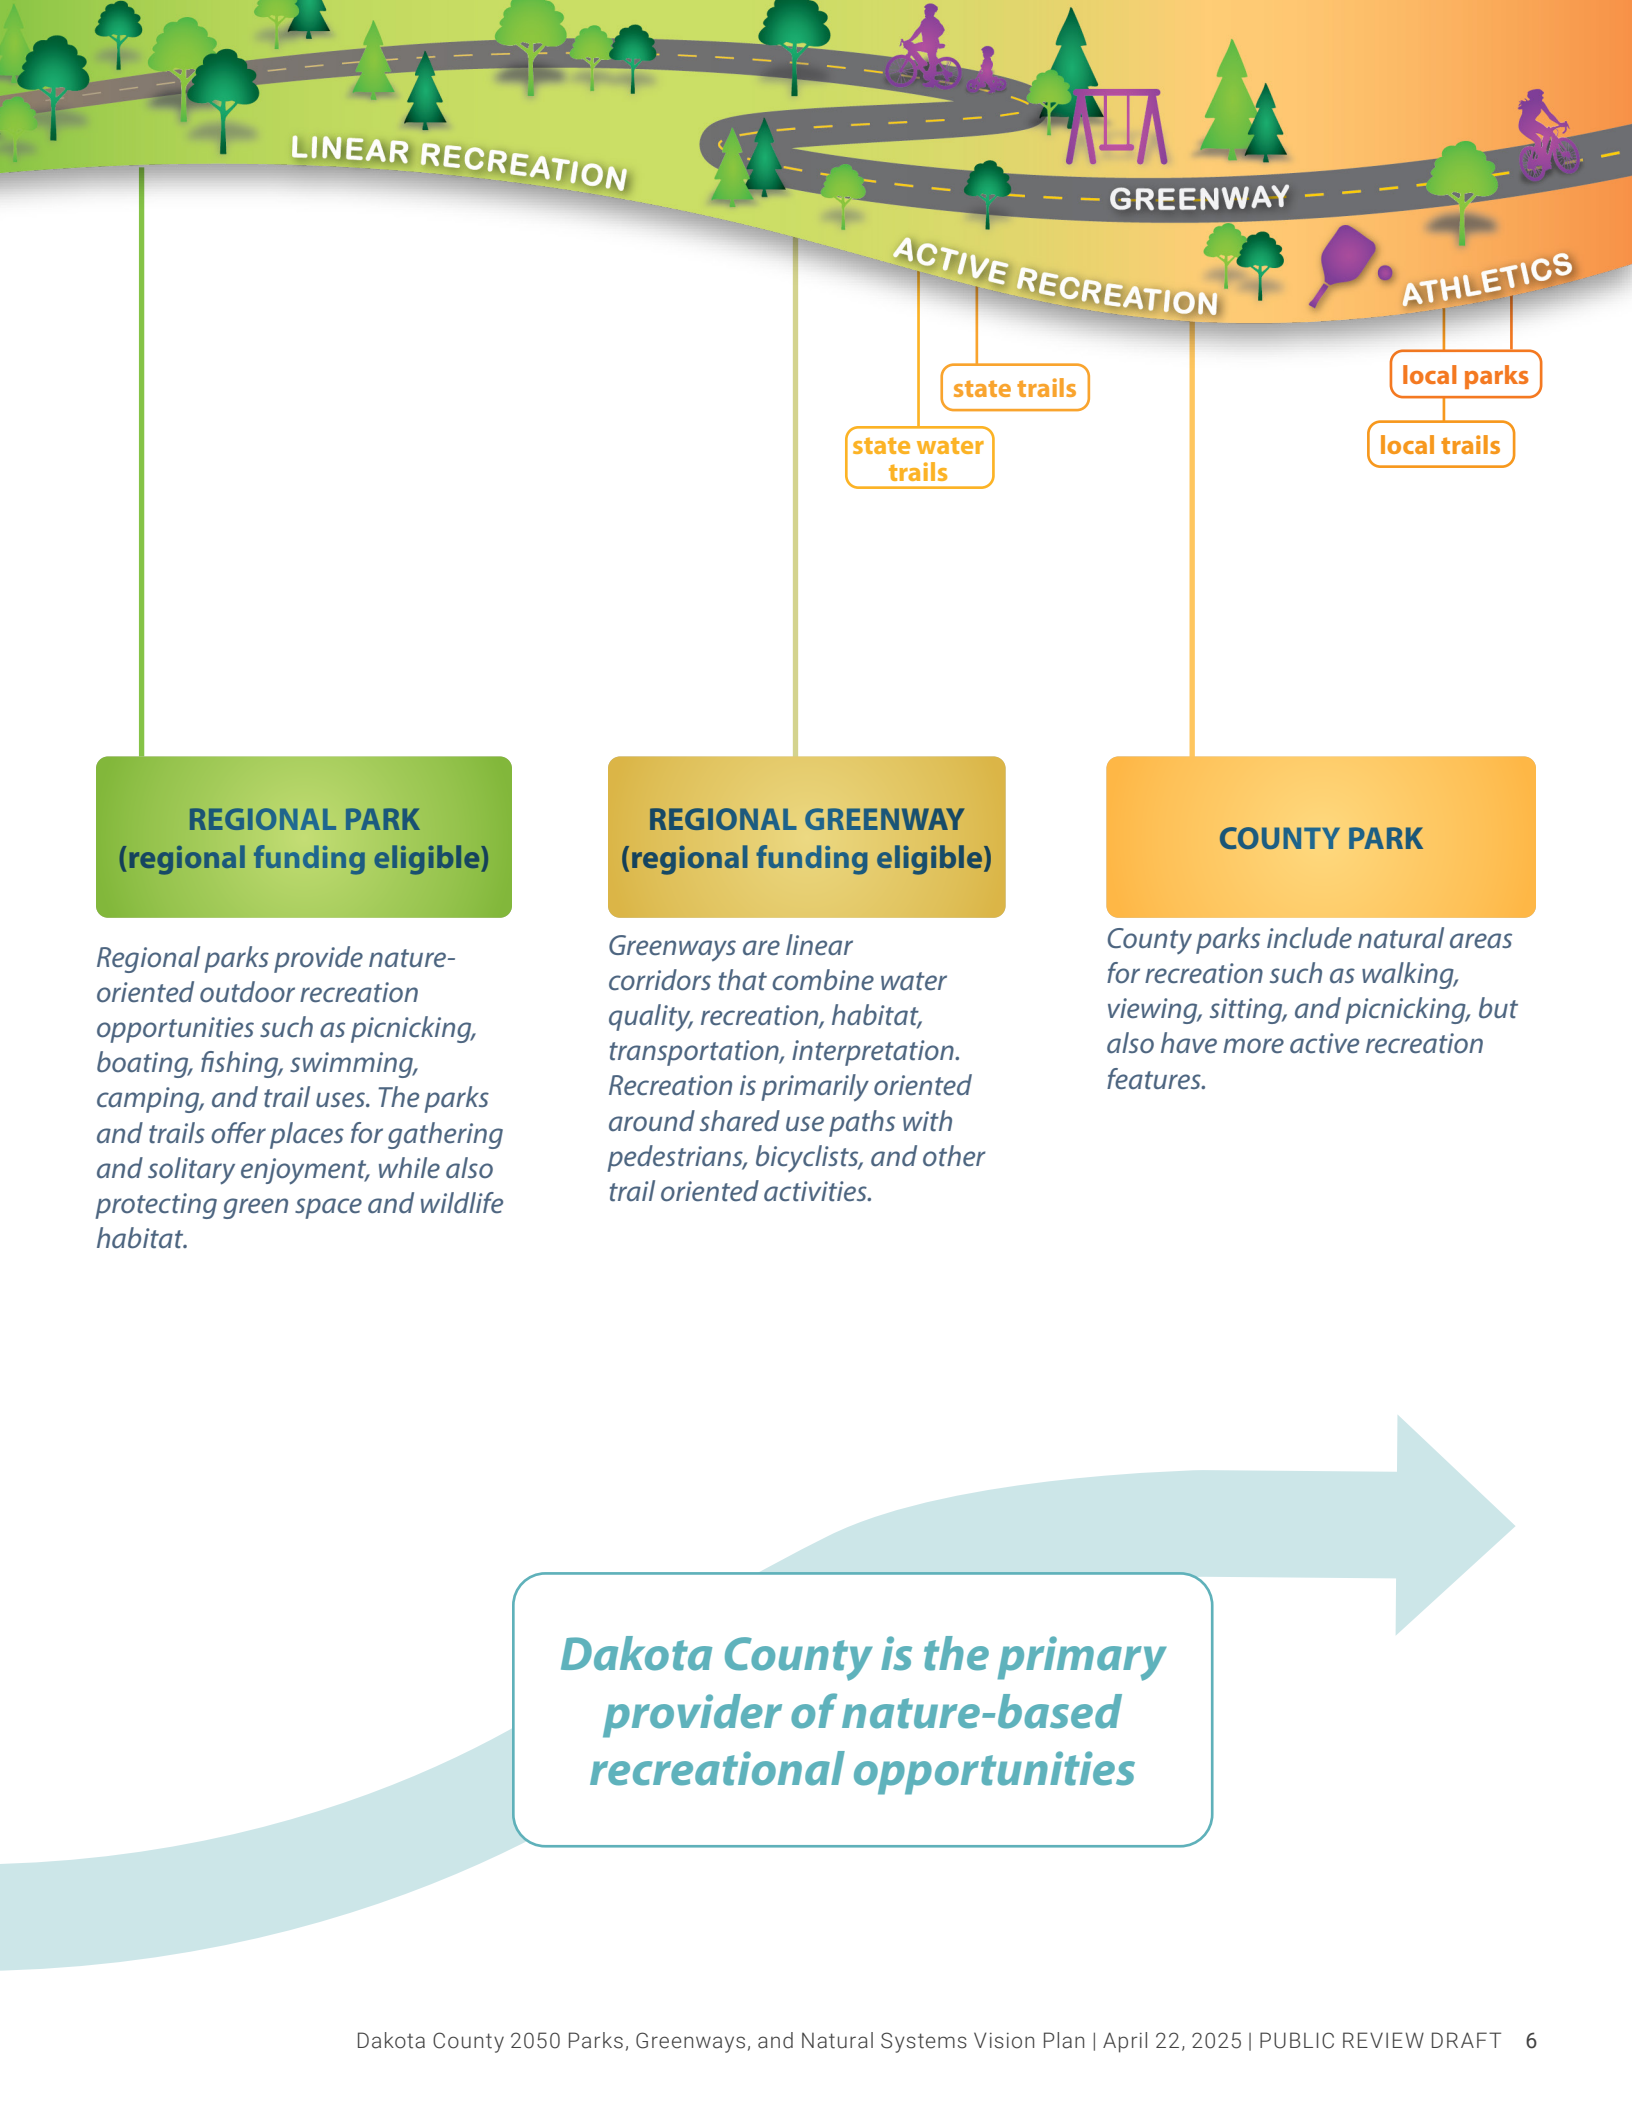 LINEAR RECREATION
GREENWAY
ACTIVE RECREATION
ATHLETICS
state trails
state water
trails
local parks
local trails
REGIONAL PARK
(regional funding eligible)
Regional parks provide nature-
oriented outdoor recreation
opportunities such as picnicking,
boating, fishing, swimming,
camping, and trail uses. The parks
and trails offer places for gathering
and solitary enjoyment, while also
protecting green space and wildlife
habitat.
REGIONAL GREENWAY
(regional funding eligible)
Greenways are linear
corridors that combine water
quality, recreation, habitat,
transportation, interpretation.
Recreation is primarily oriented
around shared use paths with
pedestrians, bicyclists, and other
trail oriented activities.
COUNTY PARK
County parks include natural areas
for recreation such as walking,
viewing, sitting, and picnicking, but
also have more active recreation
features.
Dakota County is the primary
provider of nature-based
recreational opportunities
Dakota County 2050 Parks, Greenways, and Natural Systems Vision Plan | April 22, 2025 | PUBLIC REVIEW DRAFT 6